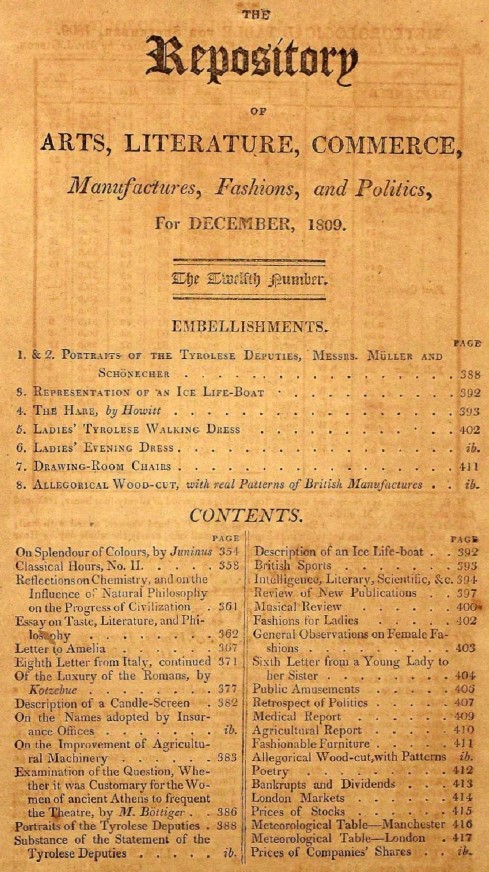 THE
Repository
OF
ARTS, LITERATURE, COMMERCE,
Manufactures, Fashions, and Politics,
For DECEMBER, 1809.
The Twelfth Number.
EMBELLISHMENTS.
PAGE
1. & 2. Portraits of the Tyrolese Deputies, Messrs. Müller and
Schönecher . . . . . . . . . . 388
3. Representation of an Ice Life-Boat . . . . . . . 392
4. The Hare, by Howitt . . . . . . . . . . 393
5. Ladies' Tyrolese Walking Dress . . . . . . . 402
6. Ladies' Evening Dress . . . . . . . . . . ib.
7. Drawing-Room Chairs . . . . . . . . . . 411
8. Allegorical Wood-cut, with real Patterns of British Manufactures . . ib.
CONTENTS.
PAGE
On Splendour of Colours, by Juninus 354
Classical Hours, No. II. . . . . 358
Reflections on Chemistry, and on the
Influence of Natural Philosophy
on the Progress of Civilization . 361
Essay on Taste, Literature, and Phi-
losophy . . . . . . . 362
Letter to Amelia . . . . . 367
Eighth Letter from Italy, continued 371
Of the Luxury of the Romans, by
Kotzebue . . . . . . . 377
Description of a Candle-Screen . 382
On the Names adopted by Insur-
ance Offices . . . . . . ib.
On the Improvement of Agricultu-
ral Machinery . . . . . 383
Examination of the Question, Whe-
ther it was Customary for the Wo-
men of ancient Athens to frequent
the Theatre, by M. Böttiger . . 386
Portraits of the Tyrolese Deputies . 388
Substance of the Statement of the
Tyrolese Deputies . . . . . ib.
PAGE
Description of an Ice Life-boat . . 392
British Sports . . . . . . 393
Intelligence, Literary, Scientific, &c. 394
Review of New Publications . . 397
Musical Review . . . . . 400
Fashions for Ladies . . . . . 402
General Observations on Female Fa-
shions . . . . . . . 403
Sixth Letter from a Young Lady to
her Sister . . . . . . . 404
Public Amusements . . . . . 405
Retrospect of Politics . . . . . 407
Medical Report . . . . . . 409
Agricultural Report . . . . . 410
Fashionable Furniture . . . . . 411
Allegorical Wood-cut, with Patterns ib.
Poetry . . . . . . . . 412
Bankrupts and Dividends . . . 413
London Markets . . . . . 414
Prices of Stocks . . . . . . 415
Meteorological Table—Manchester 416
Meteorological Table—London . 417
Prices of Companies' Shares . . ib.